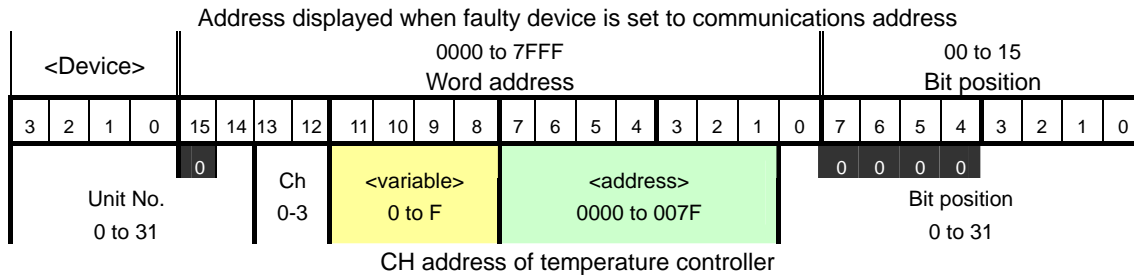 Address displayed when faulty device is set to communications address
<Device>
0000 to 7FFF
Word address
00 to 15
Bit position
3 2 1 0 15 14 13 12 11 10 9 8 7 6 5 4 3 2 1 0 7 6 5 4 3 2 1 0
0 0 0 0 0
Unit No.
0 to 31
Ch
0-3
<variable>
0 to F
<address>
0000 to 007F
Bit position
0 to 31
CH address of temperature controller